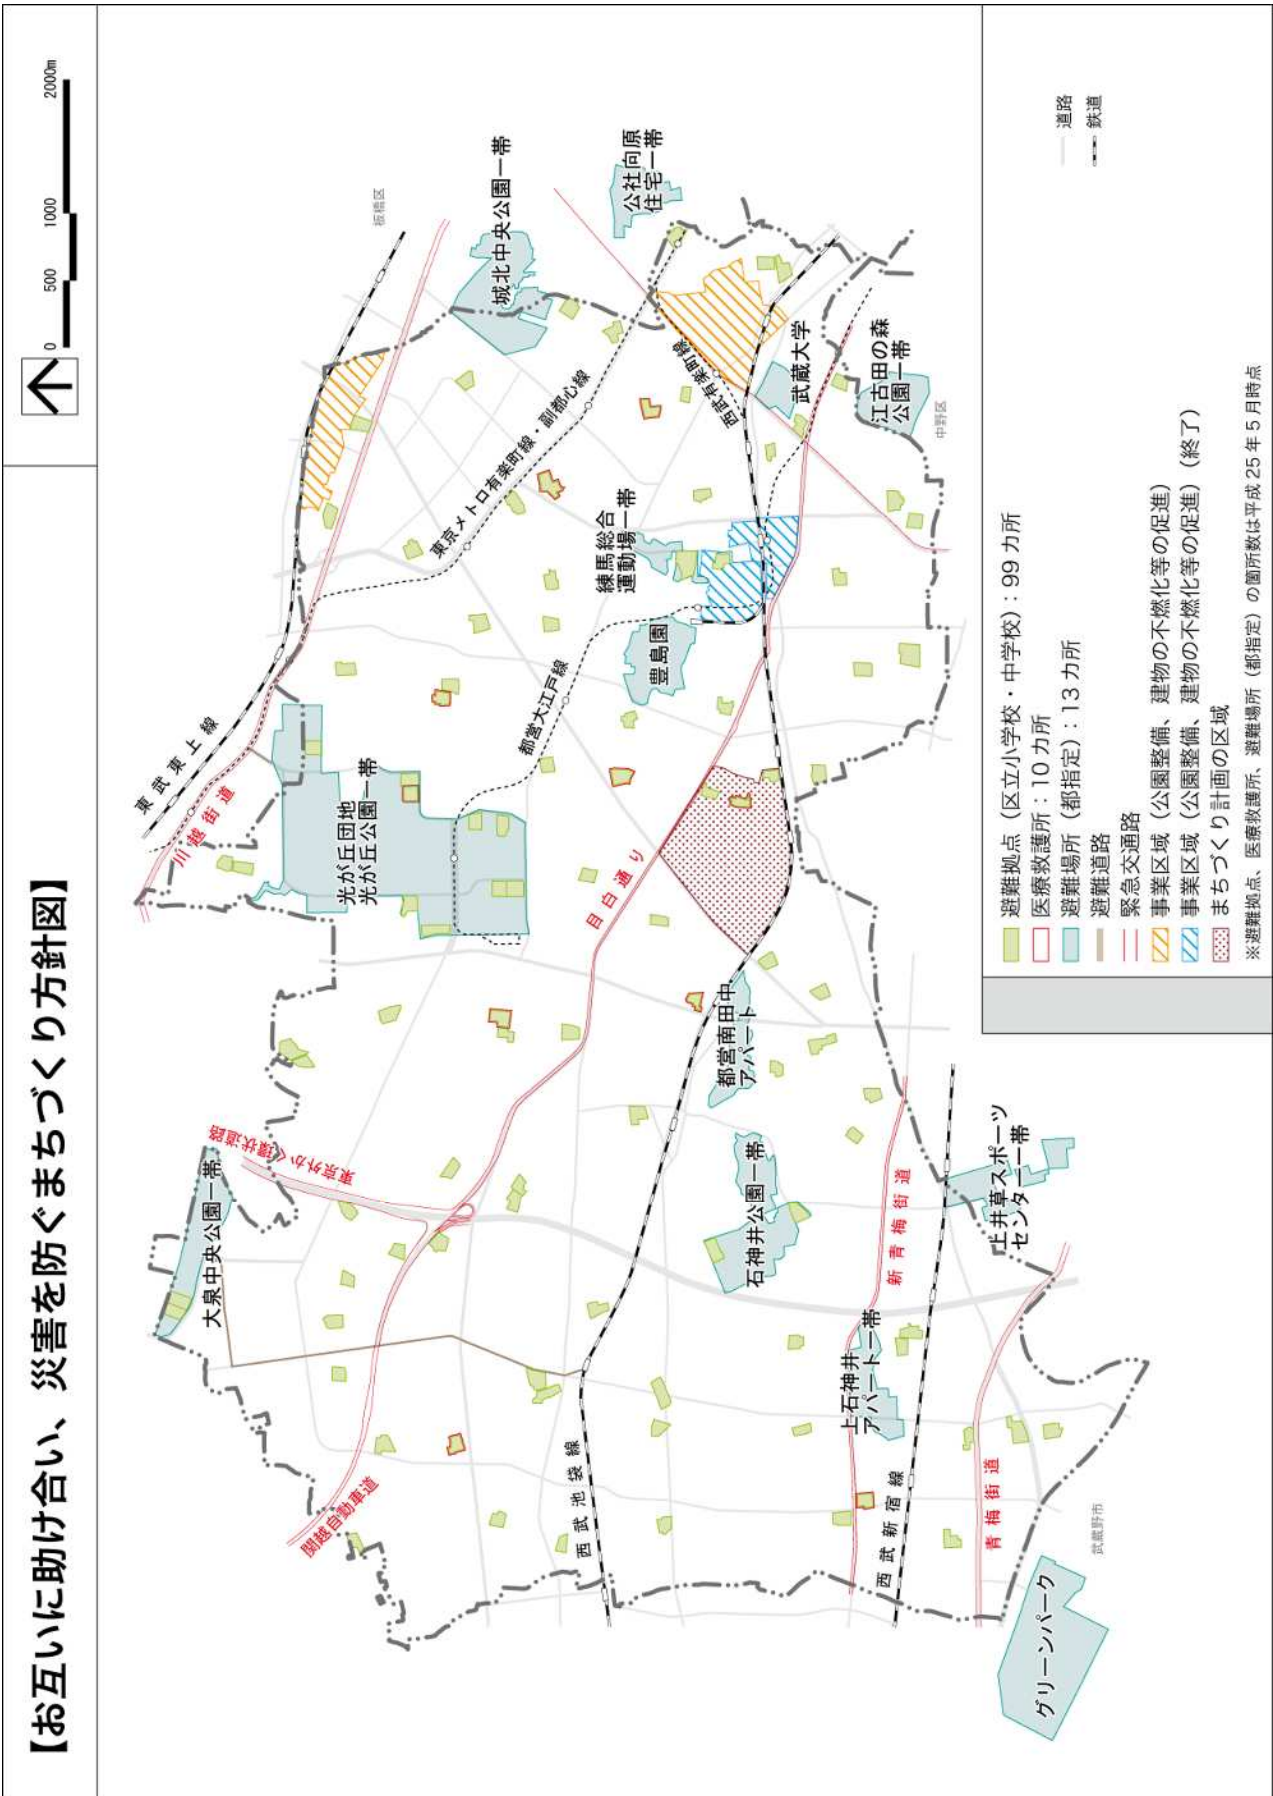 【お互いに助け合い、災害を防ぐまちづくり方針図】
0 500 1000 2000m
板橋区
東武東上線
川越街道
城北中央公園一帯
公社向原
住宅一帯
光が丘団地
光が丘公園一帯
東京メトロ有楽町線・副都心線
西武有楽町線
都営大江戸線
練馬総合
運動場一帯
豊島園
武蔵大学
江古田の森
公園一帯
中野区
目白通り
東京外かく環状道路
大泉中央公園一帯
関越自動車道
都営南田中
アパート
石神井公園一帯
西武池袋線
新青梅街道
上井草スポーツ
センター一帯
上石神井
アパート一帯
西武新宿線
青梅街道
武蔵野市
グリーンパーク
避難拠点（区立小学校・中学校）：99カ所
医療救護所：10カ所
避難場所（都指定）：13カ所
避難道路
緊急交通路
事業区域（公園整備、建物の不燃化等の促進）
事業区域（公園整備、建物の不燃化等の促進）（終了）
まちづくり計画の区域
道路
鉄道
※避難拠点、医療救護所、避難場所（都指定）の箇所数は平成25年5月時点